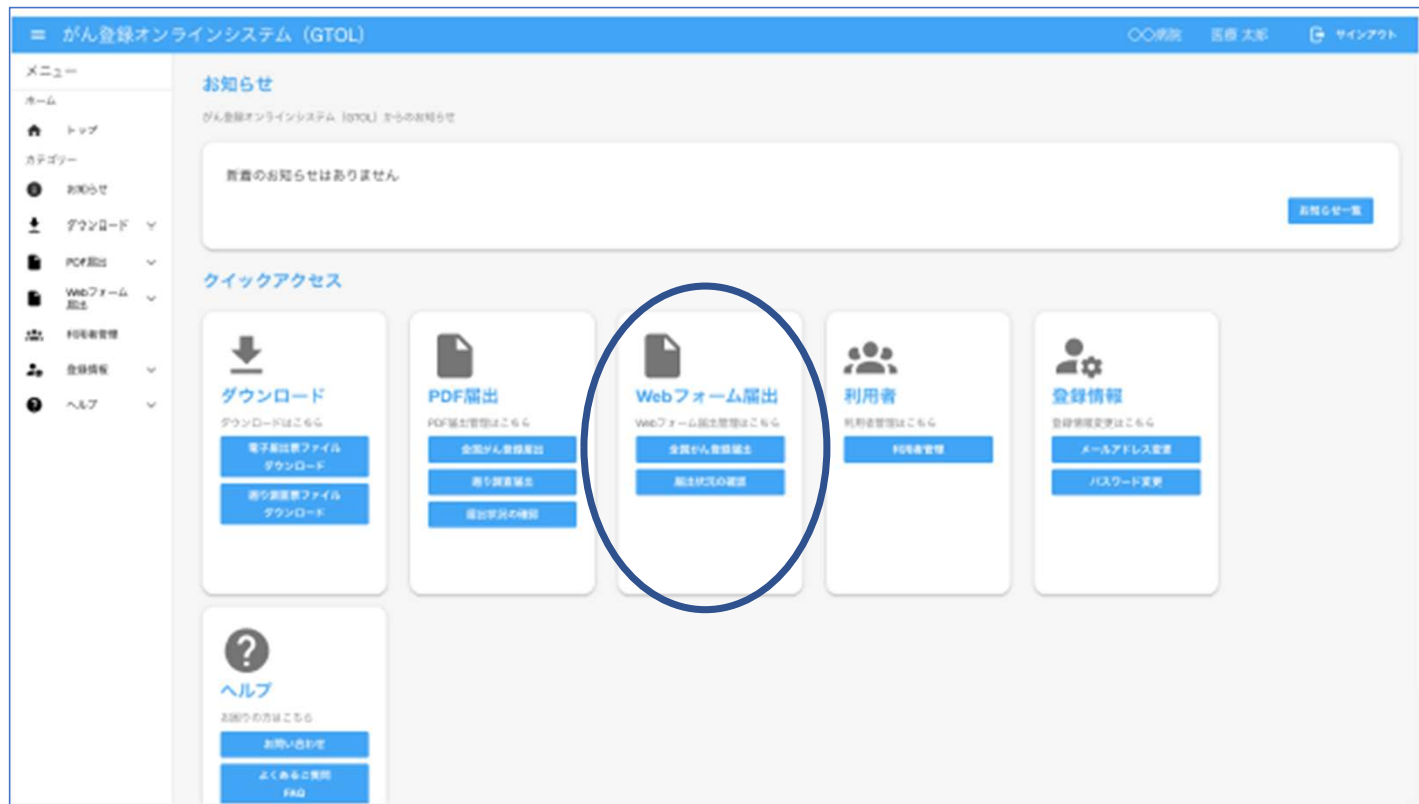 がん登録オンラインシステム（GTOL）
〇〇病院 医療 太郎 サインアウト
メニュー
ホーム
トップ
カテゴリー
お知らせ
ダウンロード
PDF届出
Webフォーム
届出
利用者管理
登録情報
ヘルプ
お知らせ
がん登録オンラインシステム（GTOL）からのお知らせ
新着のお知らせはありません
お知らせ一覧
クイックアクセス
ダウンロード
ダウンロードはこちら
電子届出票ファイル
ダウンロード
遡り調査票ファイル
ダウンロード
PDF届出
PDF届出管理はこちら
全国がん登録届出
遡り調査届出
届出状況の確認
Webフォーム届出
Webフォーム届出管理はこちら
全国がん登録届出
届出状況の確認
利用者
利用者管理はこちら
利用者管理
登録情報
登録情報変更はこちら
メールアドレス変更
パスワード変更
ヘルプ
お困りの方はこちら
お問い合わせ
よくあるご質問
FAQ